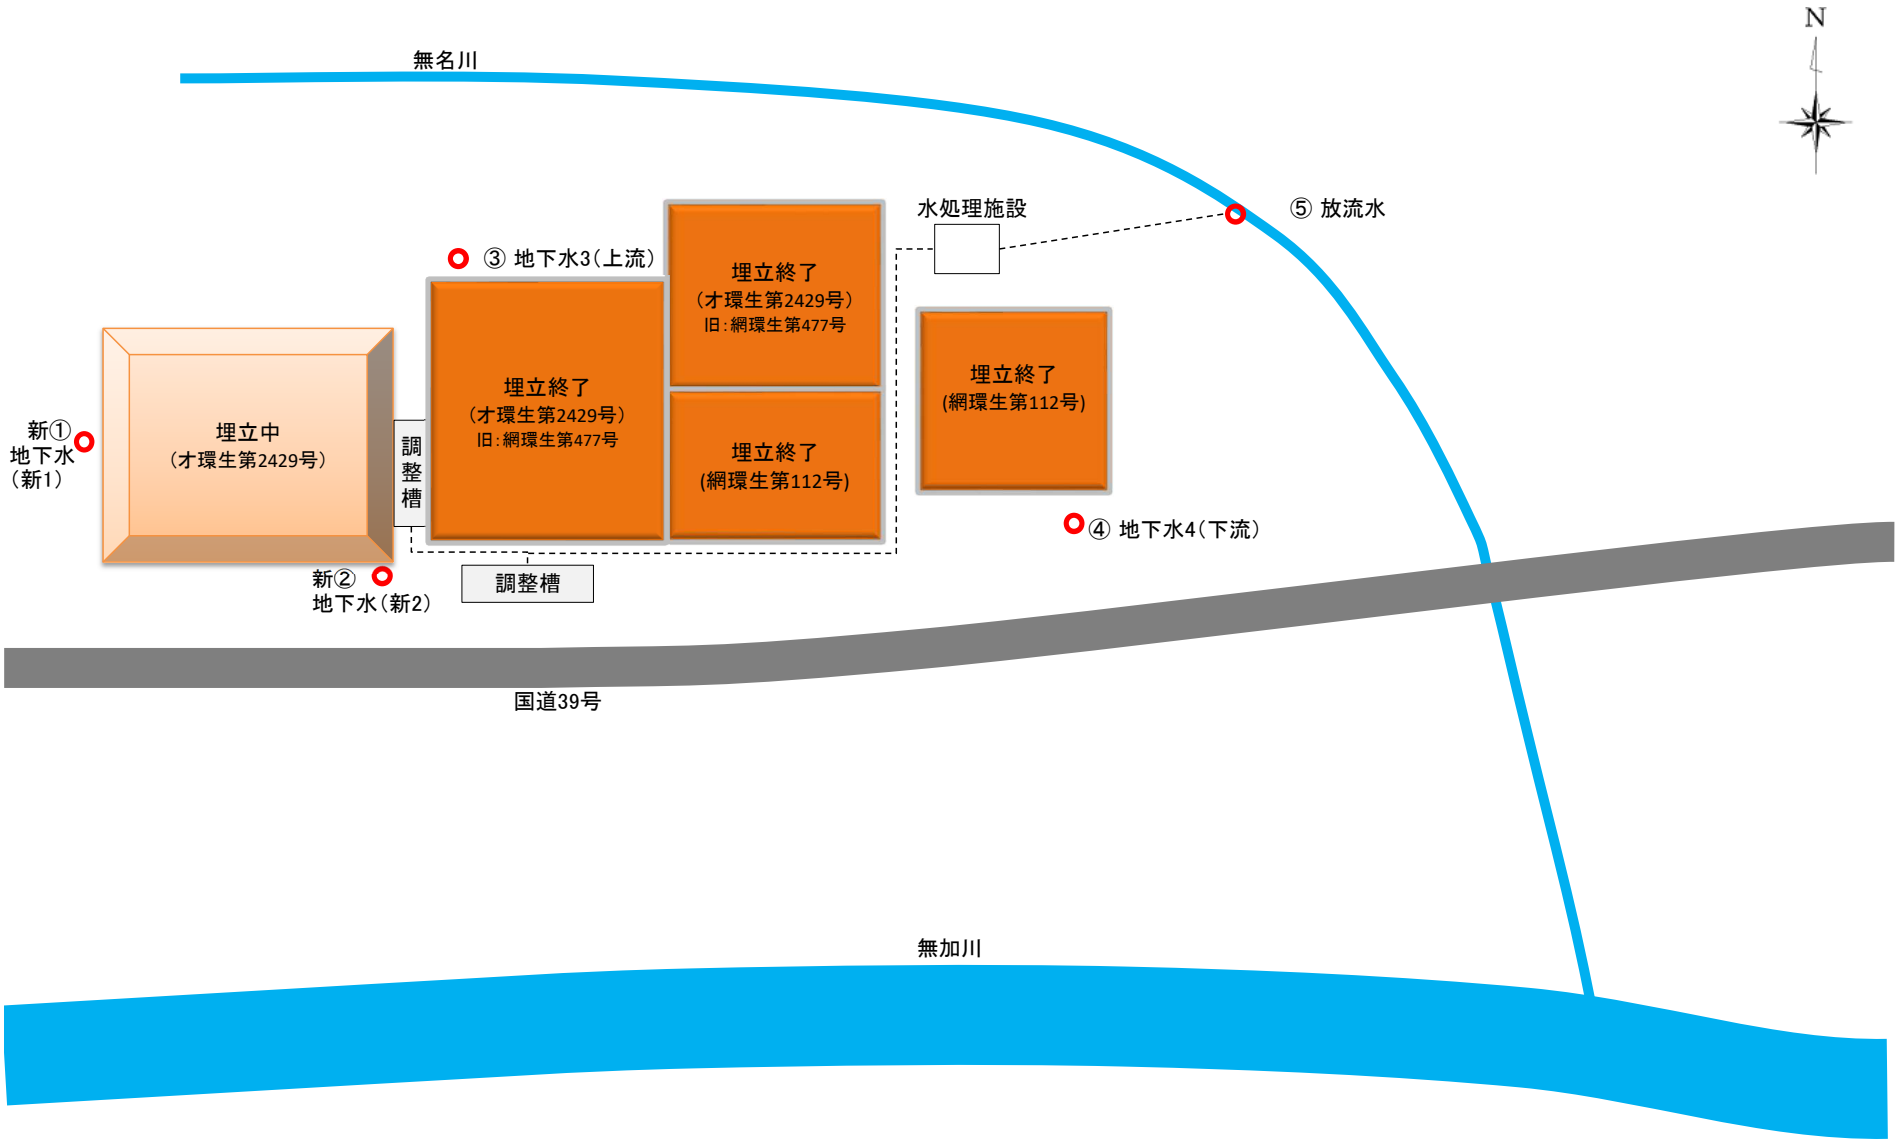 N
無名川
水処理施設
⑤ 放流水
③ 地下水3(上流)
埋立終了
(オ環生第2429号)
旧:網環生第477号
埋立終了
(網環生第112号)
埋立終了
(オ環生第2429号)
旧:網環生第477号
埋立終了
(網環生第112号)
埋立中
(オ環生第2429号)
新①
地下水
(新1)
調
整
槽
④ 地下水4(下流)
新②
地下水(新2)
調整槽
国道39号
無加川